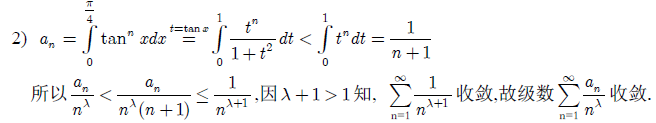 2) $a_n = \int_0^{\frac{\pi}{4}} \tan^n x dx \overset{t=\tan x}{=} \int_0^1 \frac{t^n}{1+t^2} dt < \int_0^1 t^n dt = \frac{1}{n+1}$
所以 $\frac{a_n}{n^\lambda} < \frac{a_n}{n^\lambda (n+1)} \leq \frac{1}{n^{\lambda+1}}$,因 $\lambda+1>1$ 知, $\sum_{n=1}^{\infty} \frac{1}{n^{\lambda+1}}$ 收敛,故级数 $\sum_{n=1}^{\infty} \frac{a_n}{n^\lambda}$ 收敛.